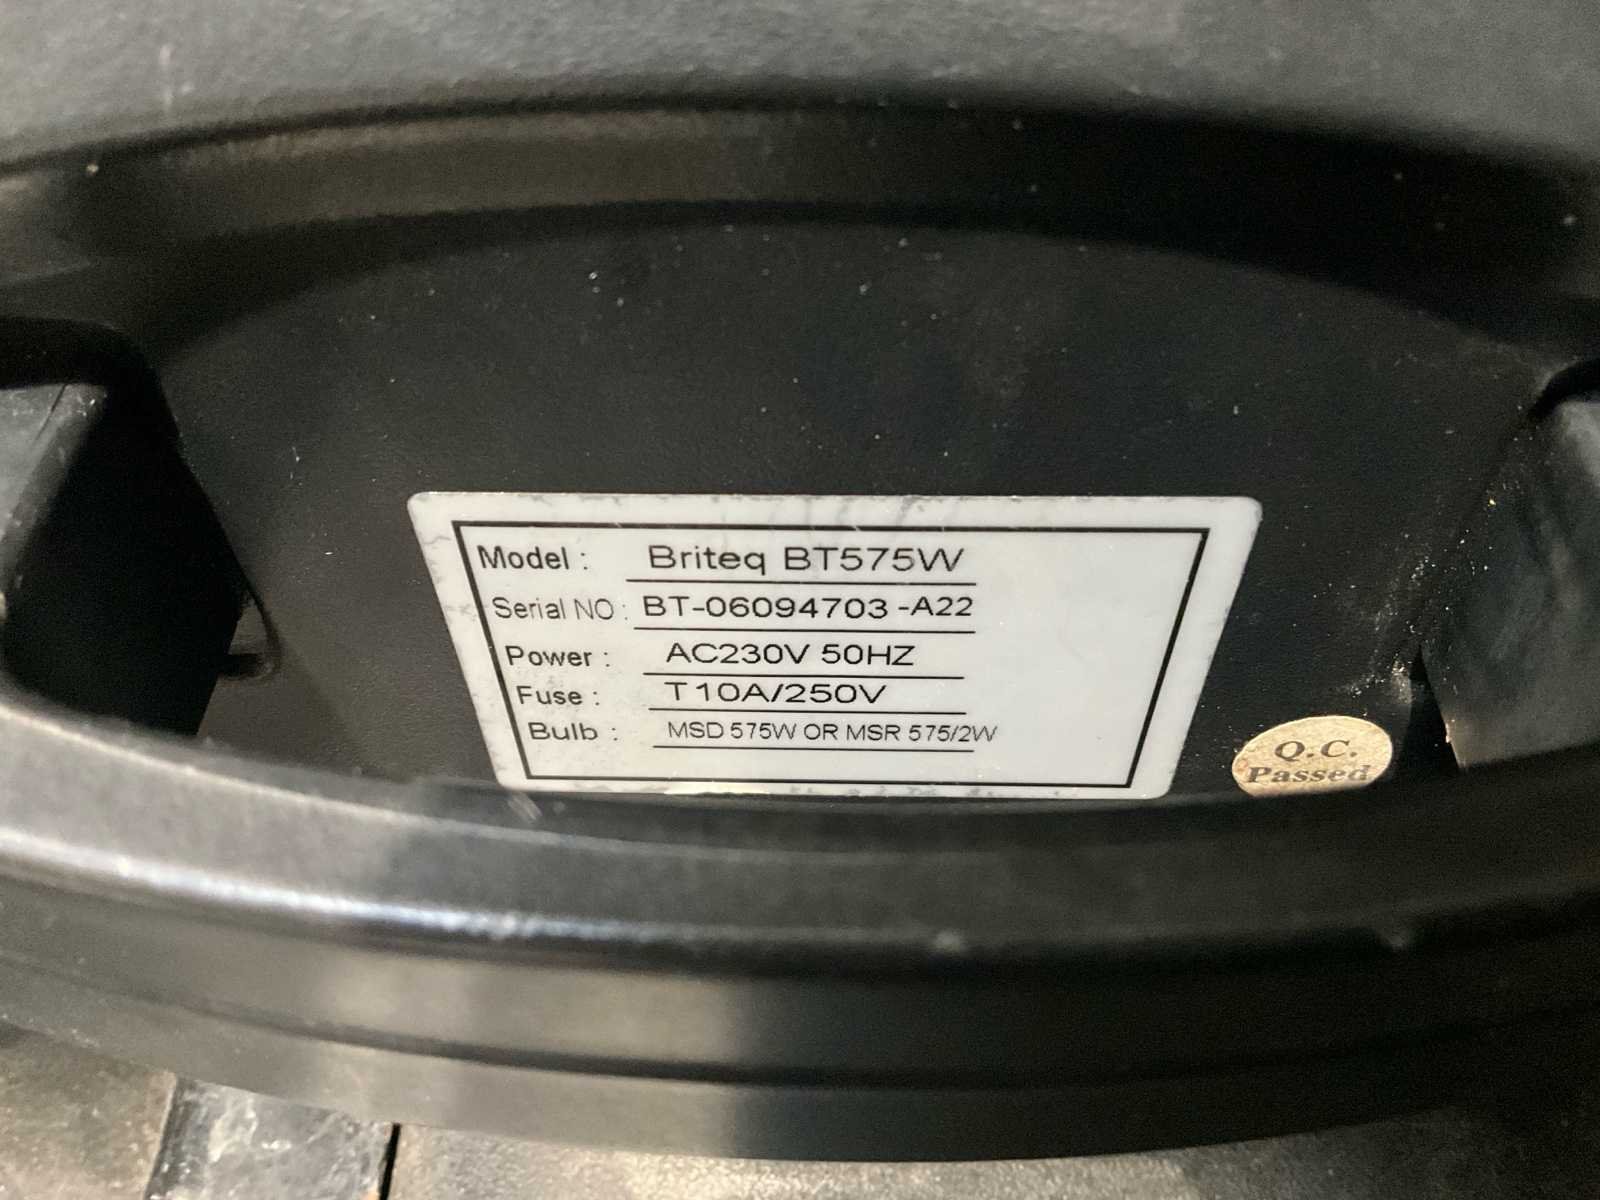 Model : Briteq BT575W
Serial NO : BT-06094703 -A22
Power : AC230V 50HZ
Fuse : T10A/250V
Bulb : MSD 575W OR MSR 575/2W
Q.C.
Passed